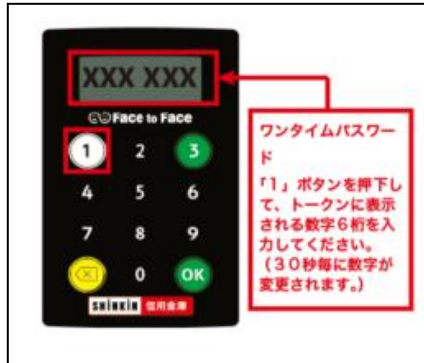 XXX XXX
Face to Face
1 2 3
4 5 6
7 8 9
0 OK
SHiNKiN 信用金庫
ワンタイムパスワー
ド
「1」ボタンを押下し
て、トークンに表示
される数字6桁を入
力してください。
（30秒毎に数字が
変更されます。）